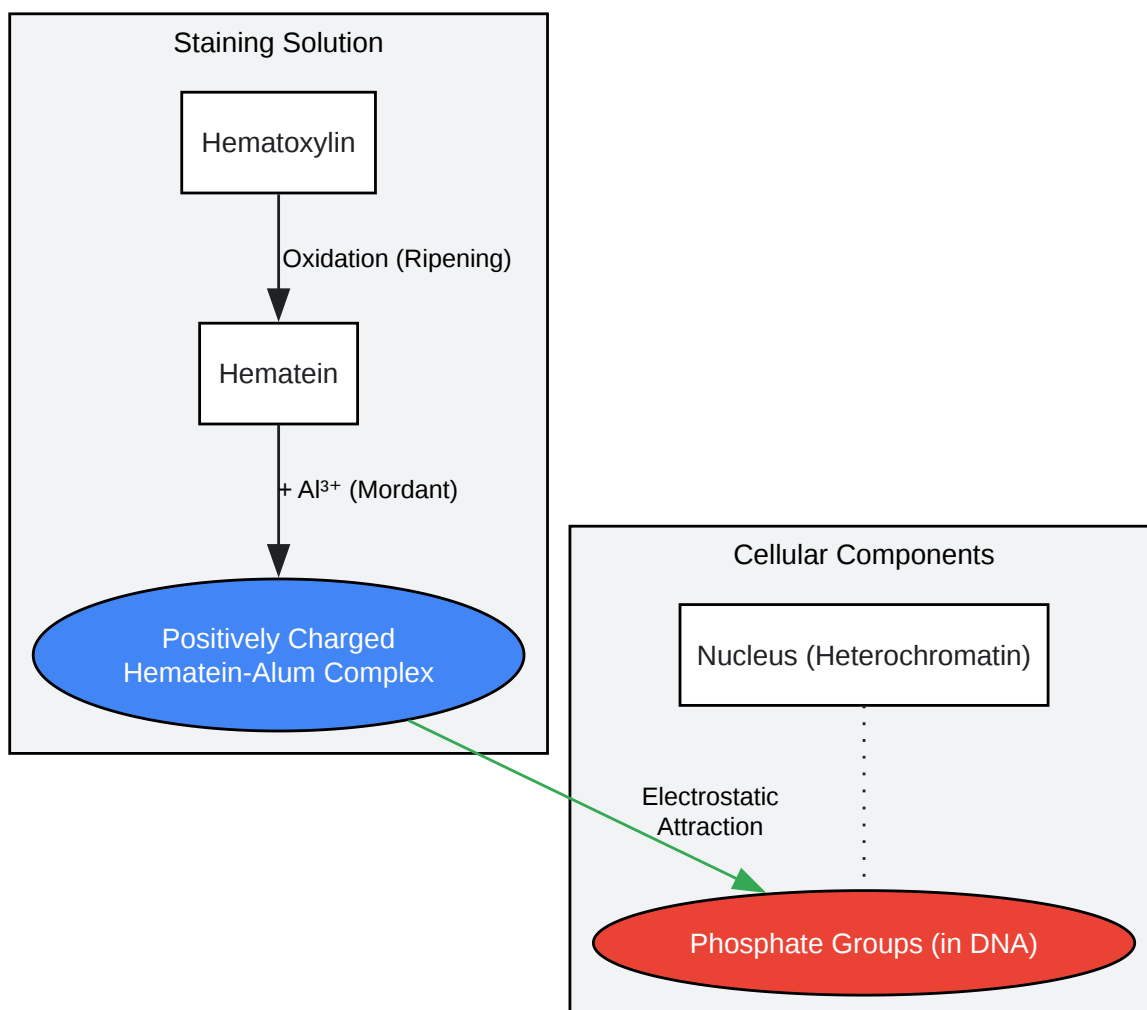 Staining Solution
Hematoxylin
Oxidation (Ripening)
Hematein
+ Al³⁺ (Mordant)
Positively Charged
Hematein-Alum Complex
Cellular Components
Nucleus (Heterochromatin)
Electrostatic
Attraction
Phosphate Groups (in DNA)